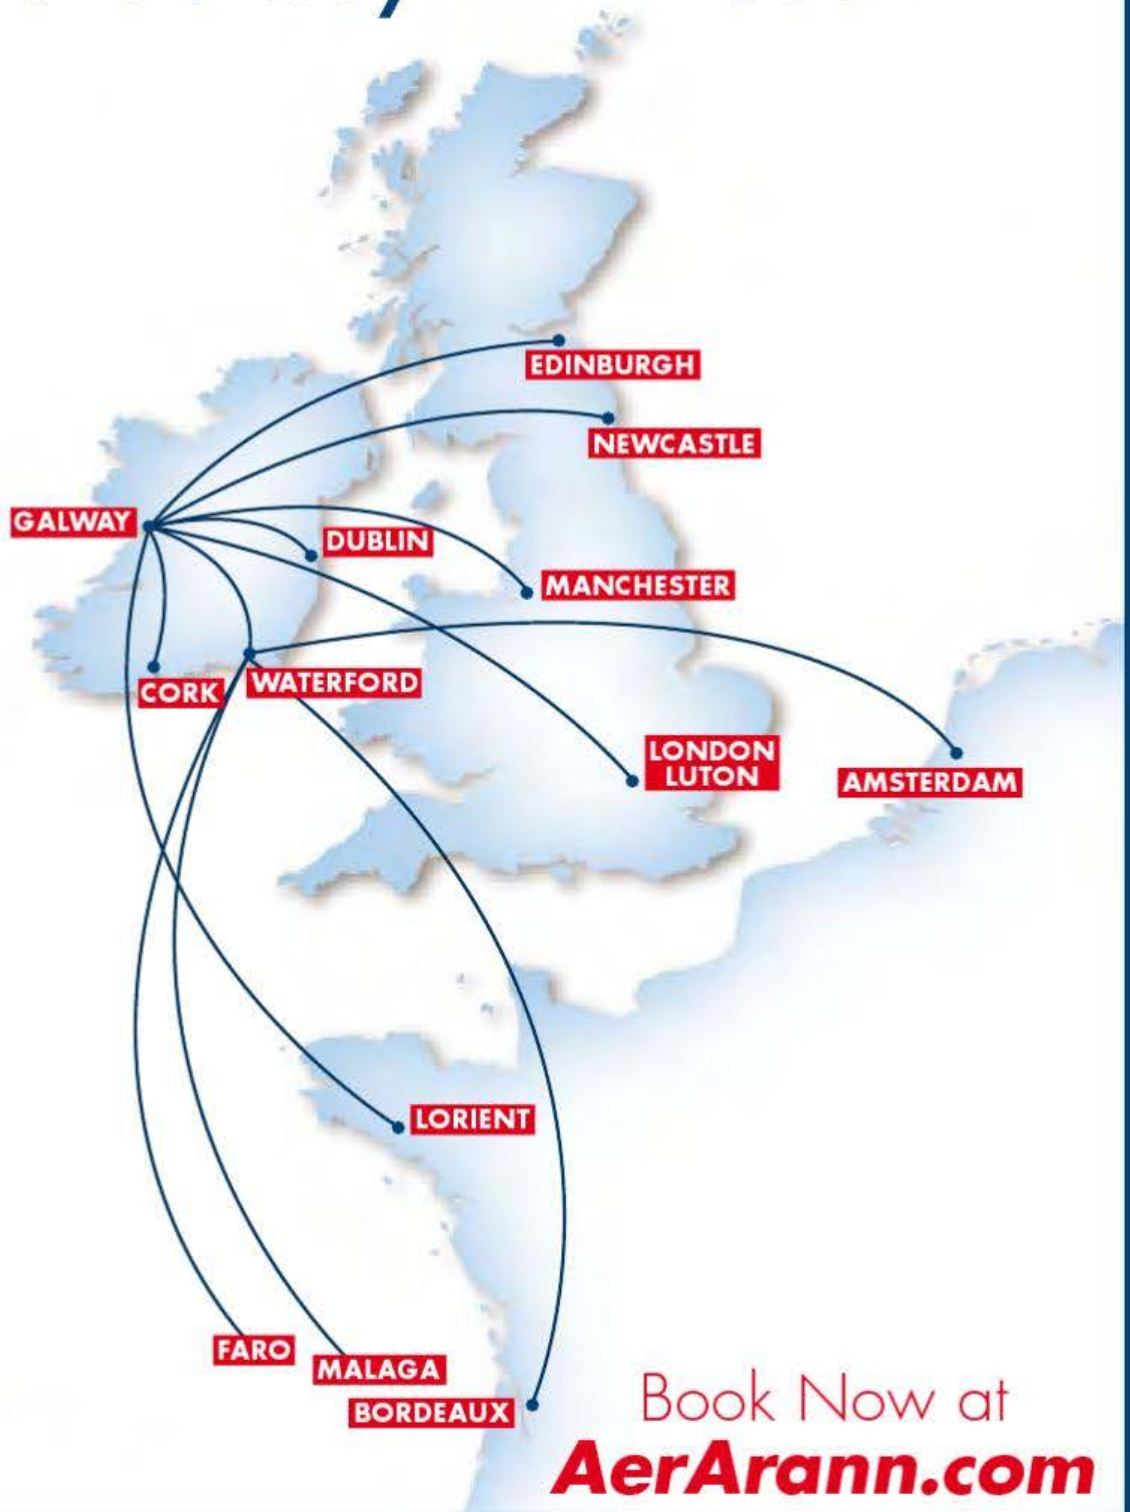 EDINBURGH
NEWCASTLE
GALWAY
DUBLIN
MANCHESTER
CORK
WATERFORD
LONDON
LUTON
AMSTERDAM
LORIENT
FARO
MALAGA
BORDEAUX
Book Now at
AerArann.com